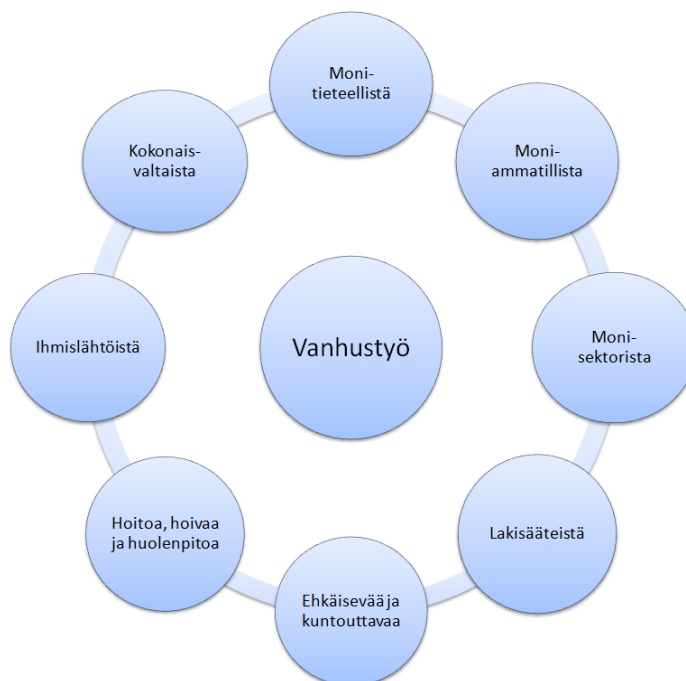 Moni-
tieteellistä
Moni-
ammatillista
Moni-
sektorista
Lakisääteistä
Ehkäisevää ja
kuntouttavaa
Hoitoa, hoivaa
ja huolenpitoa
Ihmislähtöistä
Kokonais-
valtaista
Vanhustyö